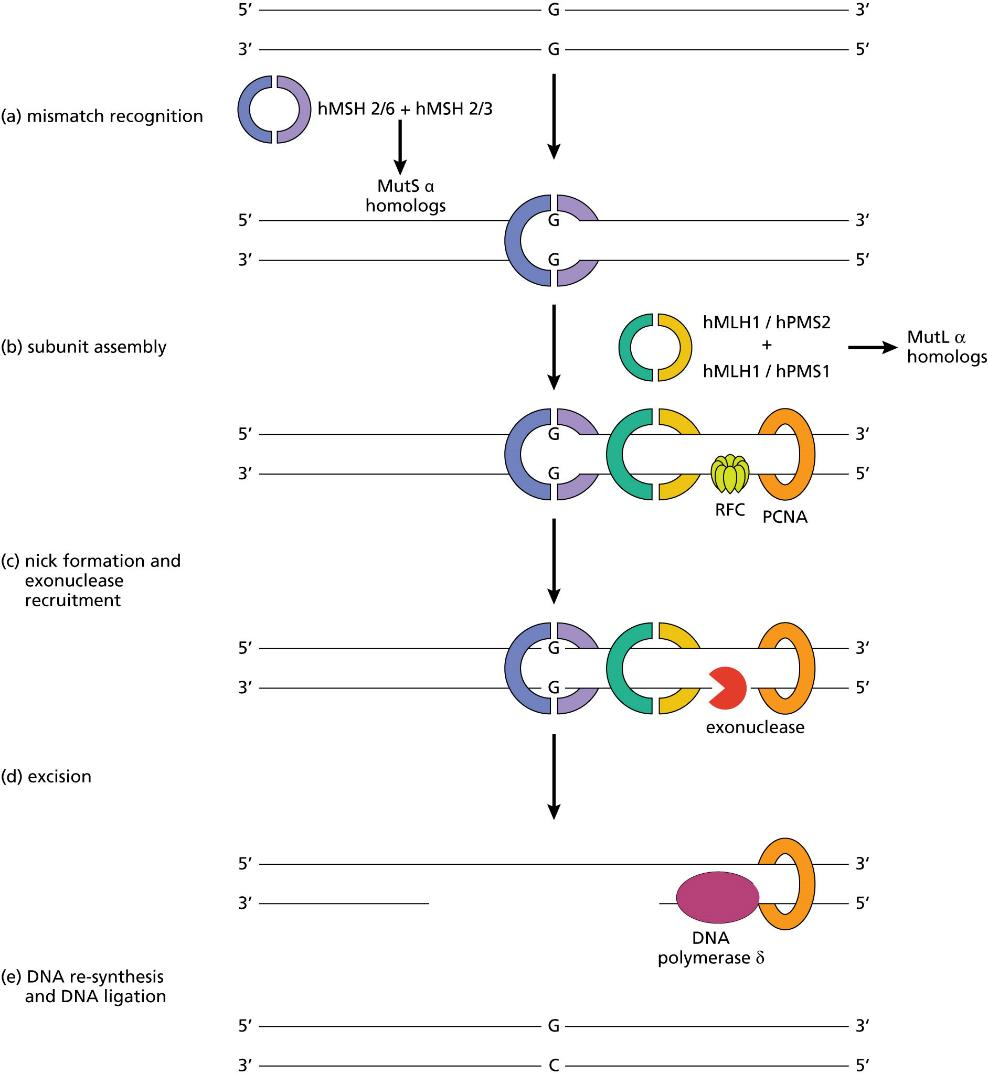 5′ G 3′
3′ G 5′
(a) mismatch recognition
hMSH 2/6 + hMSH 2/3
MutS α
homologs
5′ G 3′
3′ G 5′
(b) subunit assembly
hMLH1 / hPMS2
+
hMLH1 / hPMS1
MutL α
homologs
5′ G 3′
3′ G 5′
RFC
PCNA
(c) nick formation and
exonuclease
recruitment
5′ G 3′
3′ G 5′
exonuclease
(d) excision
5′ 3′
3′ 5′
DNA
polymerase δ
(e) DNA re-synthesis
and DNA ligation
5′ G 3′
3′ C 5′